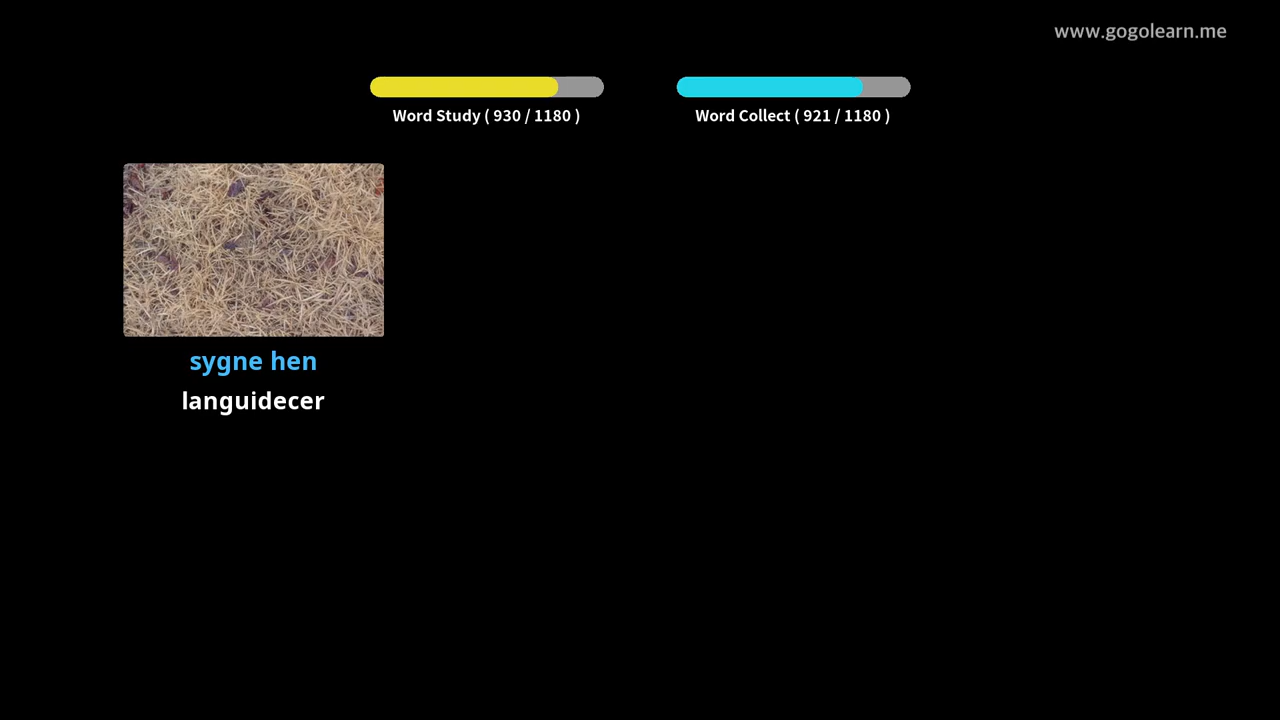 www.gogolearn.me
Word Study ( 930 / 1180 )
Word Collect ( 921 / 1180 )
sygne hen
languidecer